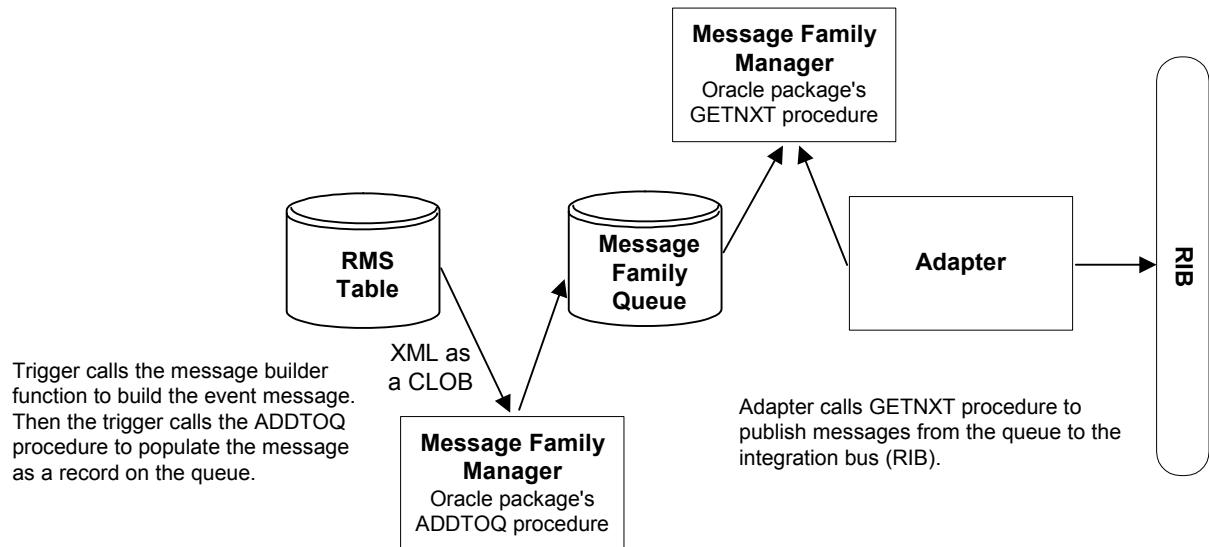 Message Family
Manager
Oracle package's
GETNXT procedure
RMS
Table
Message
Family
Queue
Adapter
RIB
XML as
a CLOB
Trigger calls the message builder
function to build the event message.
Then the trigger calls the ADDTOQ
procedure to populate the message
as a record on the queue.
Message Family
Manager
Oracle package's
ADDTOQ procedure
Adapter calls GETNXT procedure to
publish messages from the queue to the
integration bus (RIB).